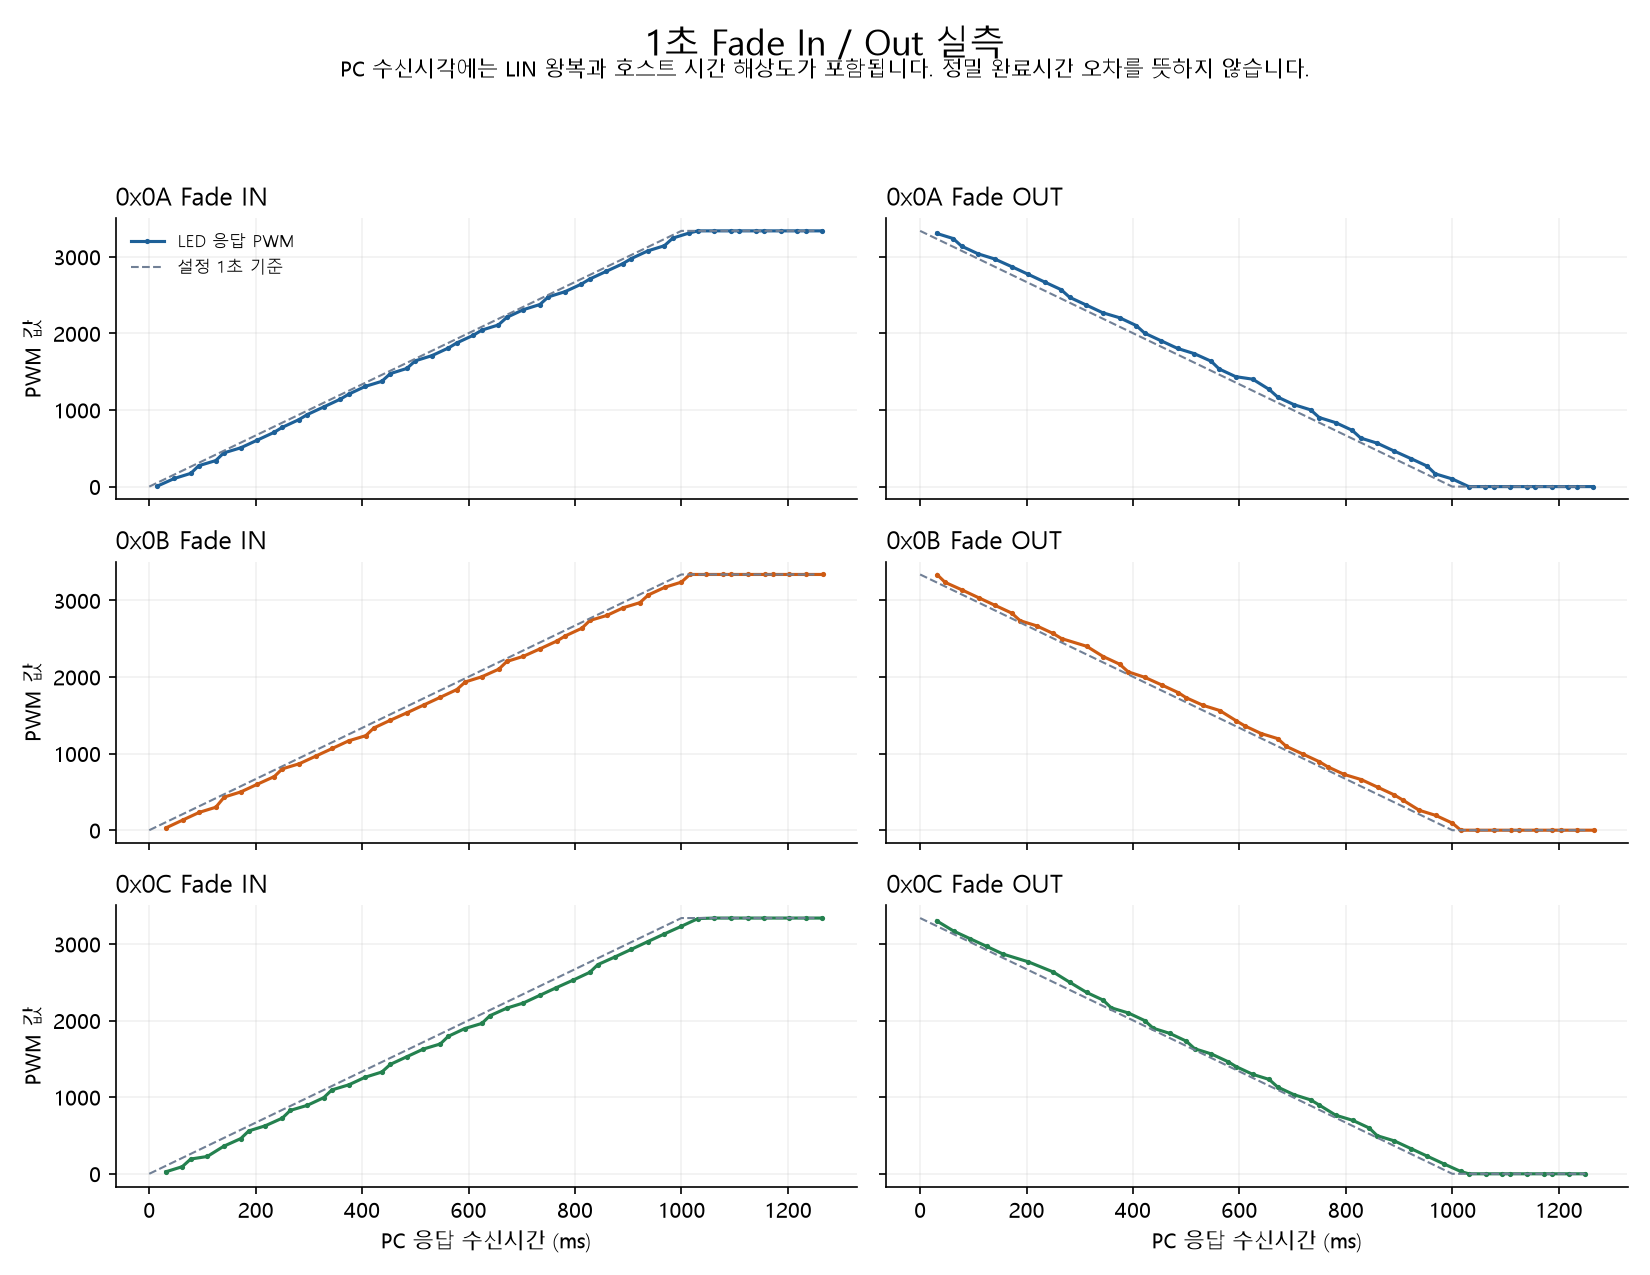 1초 Fade In / Out 실측
PC 수신시각에는 LIN 왕복과 호스트 시간 해상도가 포함됩니다. 정밀 완료시간 오차를 뜻하지 않습니다.
0x0A Fade IN
0x0A Fade OUT
LED 응답 PWM
설정 1초 기준
3000
2000
1000
0
PWM 값
0x0B Fade IN
0x0B Fade OUT
3000
2000
1000
0
PWM 값
0x0C Fade IN
0x0C Fade OUT
3000
2000
1000
0
PWM 값
0 200 400 600 800 1000 1200
0 200 400 600 800 1000 1200
PC 응답 수신시간 (ms)
PC 응답 수신시간 (ms)